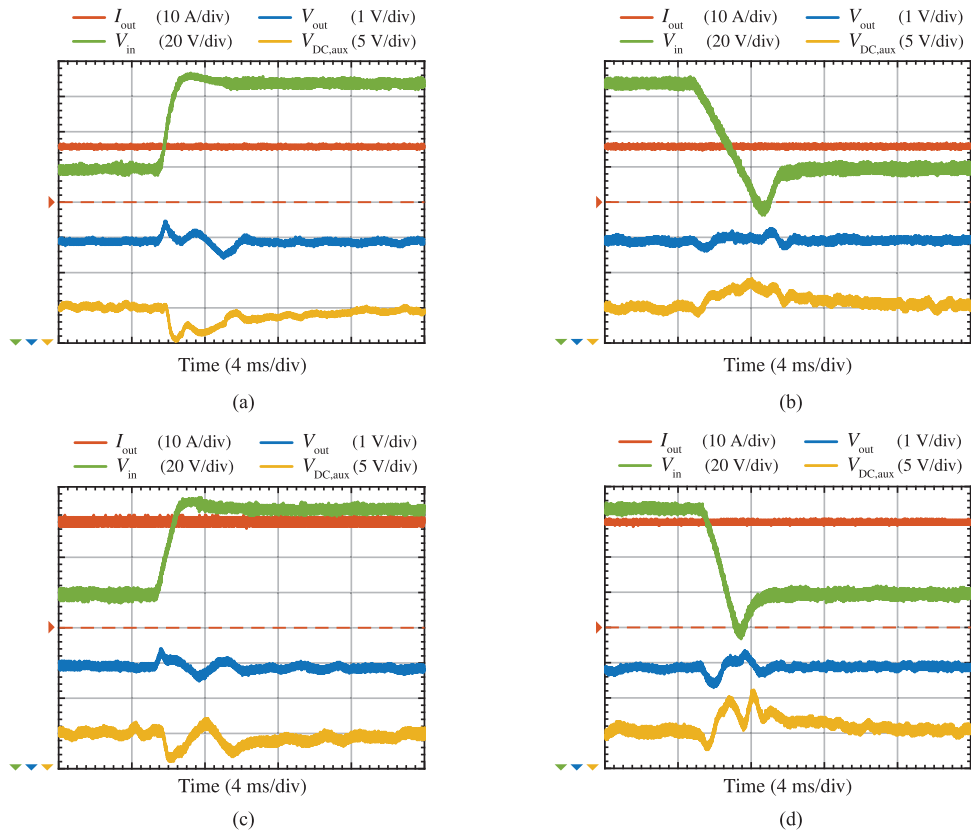 I_out (10 A/div) V_out (1 V/div)
V_in (20 V/div) V_DC,aux (5 V/div)
Time (4 ms/div)
(a)
I_out (10 A/div) V_out (1 V/div)
V_in (20 V/div) V_DC,aux (5 V/div)
Time (4 ms/div)
(b)
I_out (10 A/div) V_out (1 V/div)
V_in (20 V/div) V_DC,aux (5 V/div)
Time (4 ms/div)
(c)
I_out (10 A/div) V_out (1 V/div)
V_in (20 V/div) V_DC,aux (5 V/div)
Time (4 ms/div)
(d)